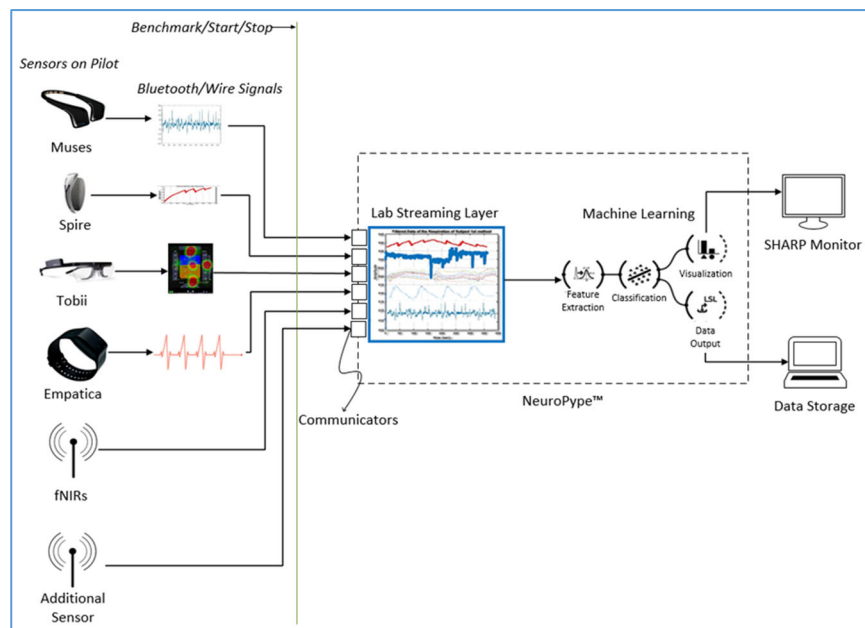 Benchmark/Start/Stop
Sensors on Pilot
Bluetooth/Wire Signals
Muses
Spire
Tobii
Empatica
fNIRs
Additional
Sensor
Communicators
Lab Streaming Layer
Machine Learning
Feature
Extraction
Classification
Visualization
LSL
Data
Output
NeuroPype™
SHARP Monitor
Data Storage